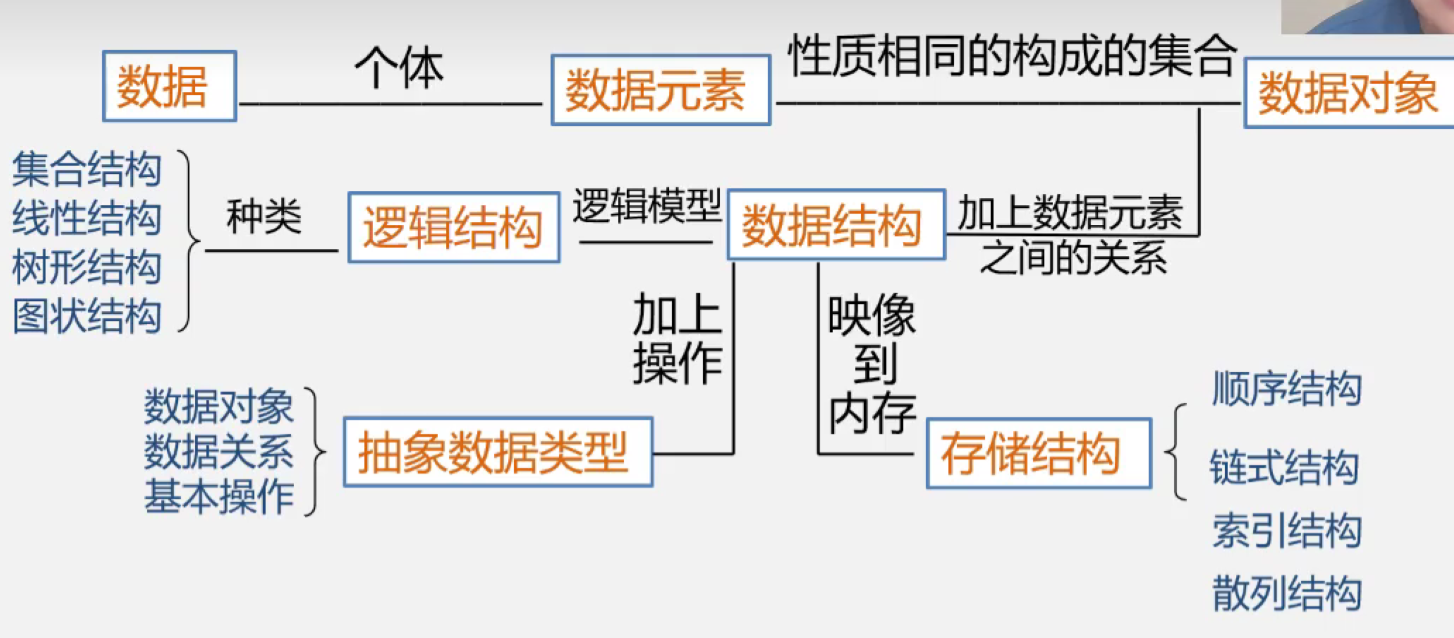 个体
性质相同的构成的集合
数据
数据元素
数据对象
集合结构
线性结构
树形结构
图状结构
种类
逻辑结构
逻辑模型
数据结构
加上数据元素
之间的关系
加上
操作
映像
到
内存
数据对象
数据关系
基本操作
抽象数据类型
存储结构
顺序结构
链式结构
索引结构
散列结构